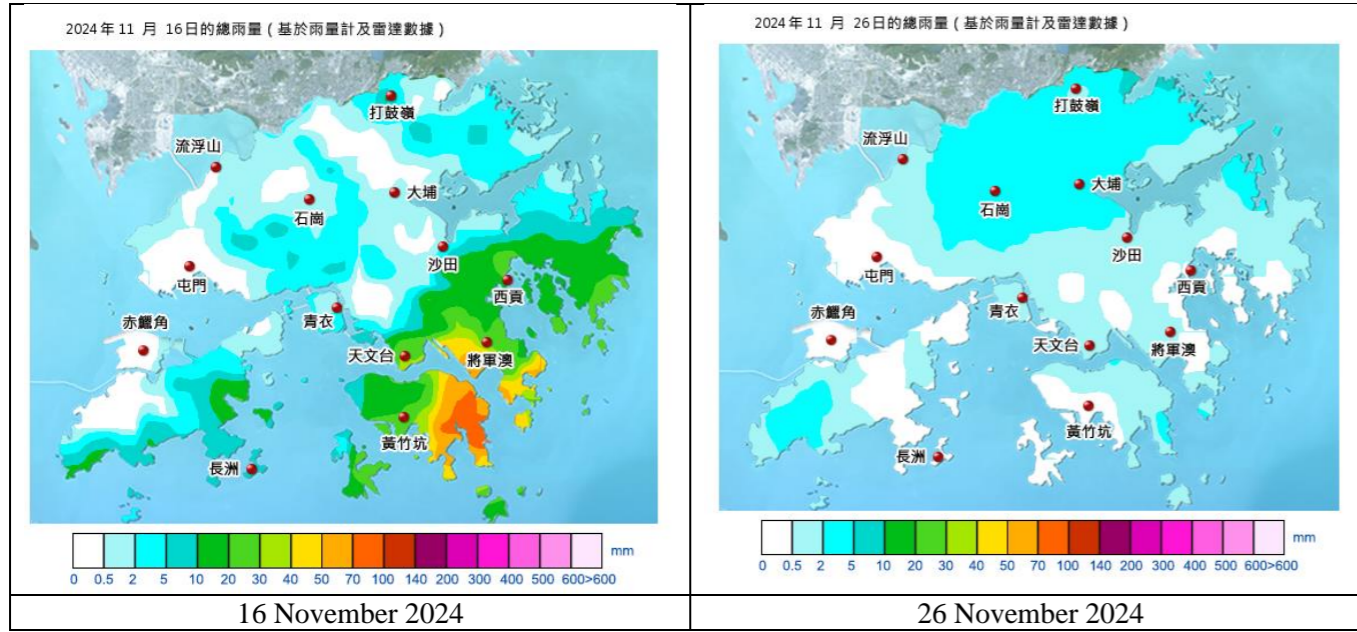 2024年11 月 16日的總雨量 ( 基於雨量計及雷達數據 )
打鼓嶺
流浮山
大埔
石崗
沙田
屯門
西貢
青衣
赤鱲角
天文台
將軍澳
黃竹坑
長洲
mm
0 0.5 2 5 10 20 30 40 50 70 100 140 200 300 400 500 600>600
16 November 2024
2024年11 月 26日的總雨量 ( 基於雨量計及雷達數據 )
打鼓嶺
流浮山
大埔
石崗
沙田
屯門
西貢
青衣
赤鱲角
天文台
將軍澳
黃竹坑
長洲
mm
0 0.5 2 5 10 20 30 40 50 70 100 140 200 300 400 500 600>600
26 November 2024